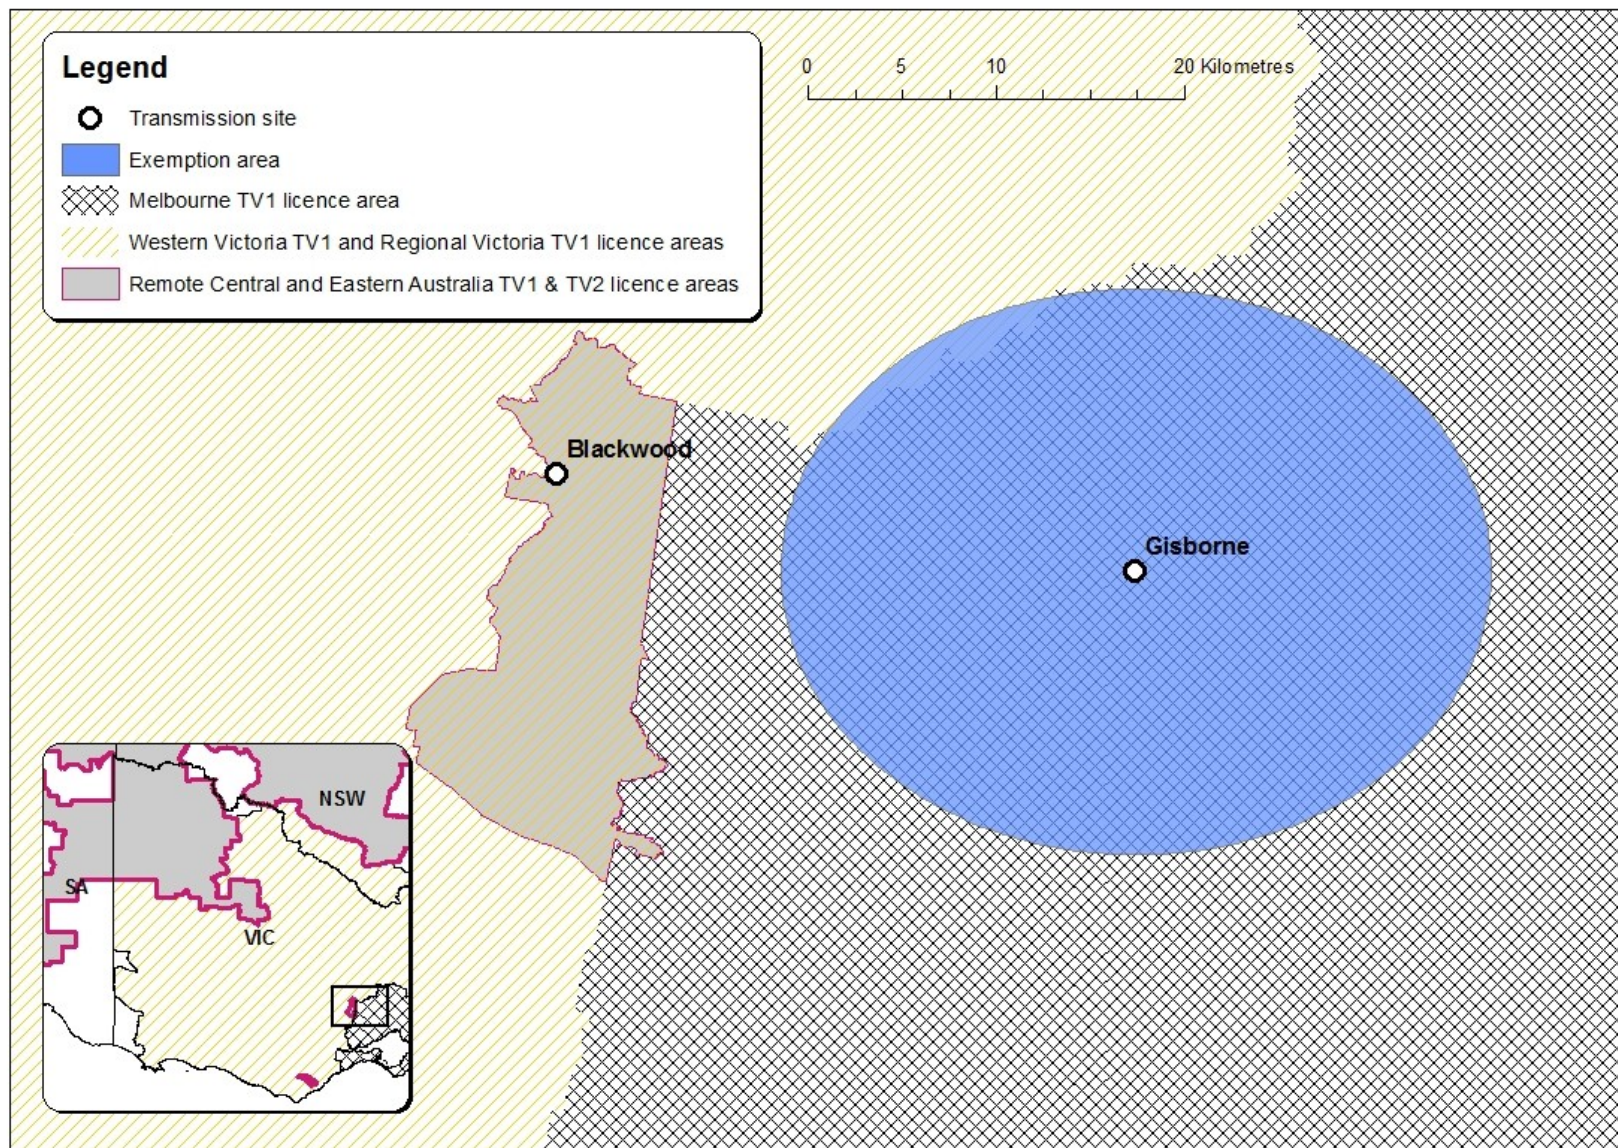 Legend
Transmission site
Exemption area
Melbourne TV1 licence area
Western Victoria TV1 and Regional Victoria TV1 licence areas
Remote Central and Eastern Australia TV1 & TV2 licence areas
0 5 10 20 Kilometres
Blackwood
Gisborne
NSW
SA
VIC